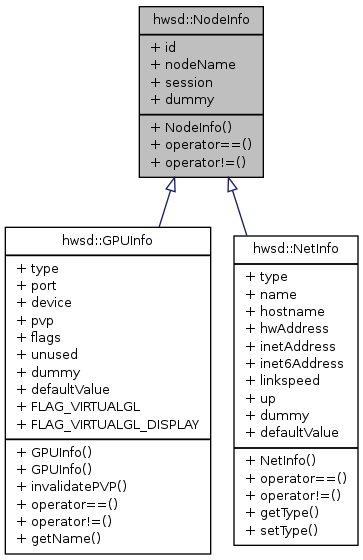 hwsd::NodeInfo
+ id
+ nodeName
+ session
+ dummy
+ NodeInfo()
+ operator==()
+ operator!=()
hwsd::GPUInfo
+ type
+ port
+ device
+ pvp
+ flags
+ unused
+ dummy
+ defaultValue
+ FLAG_VIRTUALGL
+ FLAG_VIRTUALGL_DISPLAY
+ GPUInfo()
+ GPUInfo()
+ invalidatePVP()
+ operator==()
+ operator!=()
+ getName()
hwsd::NetInfo
+ type
+ name
+ hostname
+ hwAddress
+ inetAddress
+ inet6Address
+ linkspeed
+ up
+ dummy
+ defaultValue
+ NetInfo()
+ operator==()
+ operator!=()
+ getType()
+ setType()